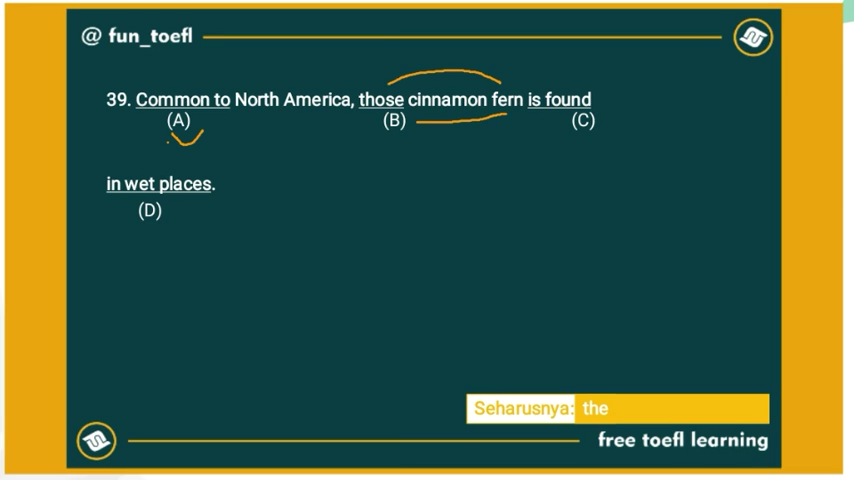 @ fun_toefl
39. Common to North America, those cinnamon fern is found
(A) (B) (C)
in wet places.
(D)
Seharusnya: the
free toefl learning